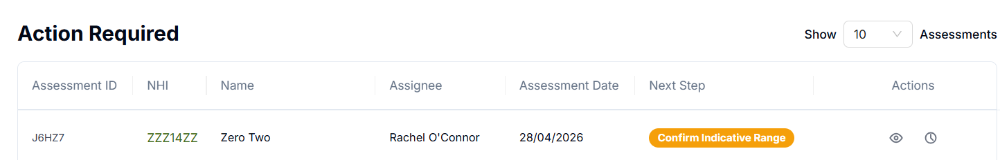 Action Required
Show 10 Assessments
Assessment ID NHI Name Assignee Assessment Date Next Step Actions
J6HZ7 ZZZ14ZZ Zero Two Rachel O'Connor 28/04/2026 Confirm Indicative Range